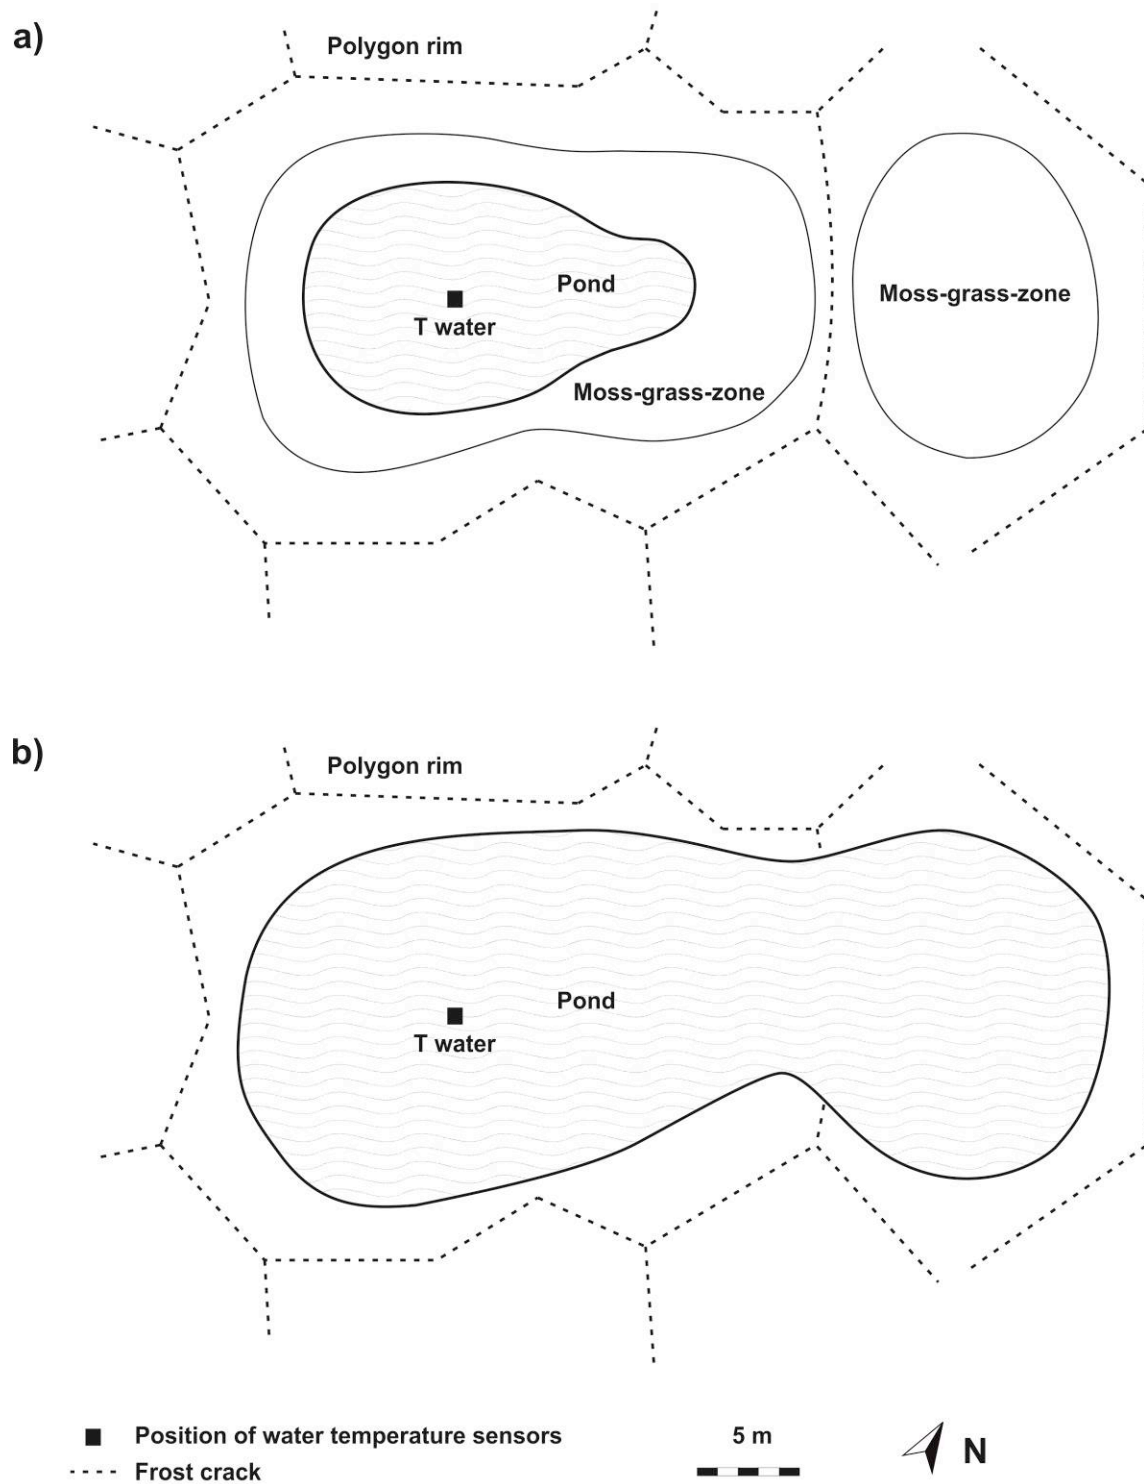 a)
Polygon rim
Pond
T water
Moss-grass-zone
Moss-grass-zone
b)
Polygon rim
Pond
T water
Position of water temperature sensors
Frost crack
5 m
N